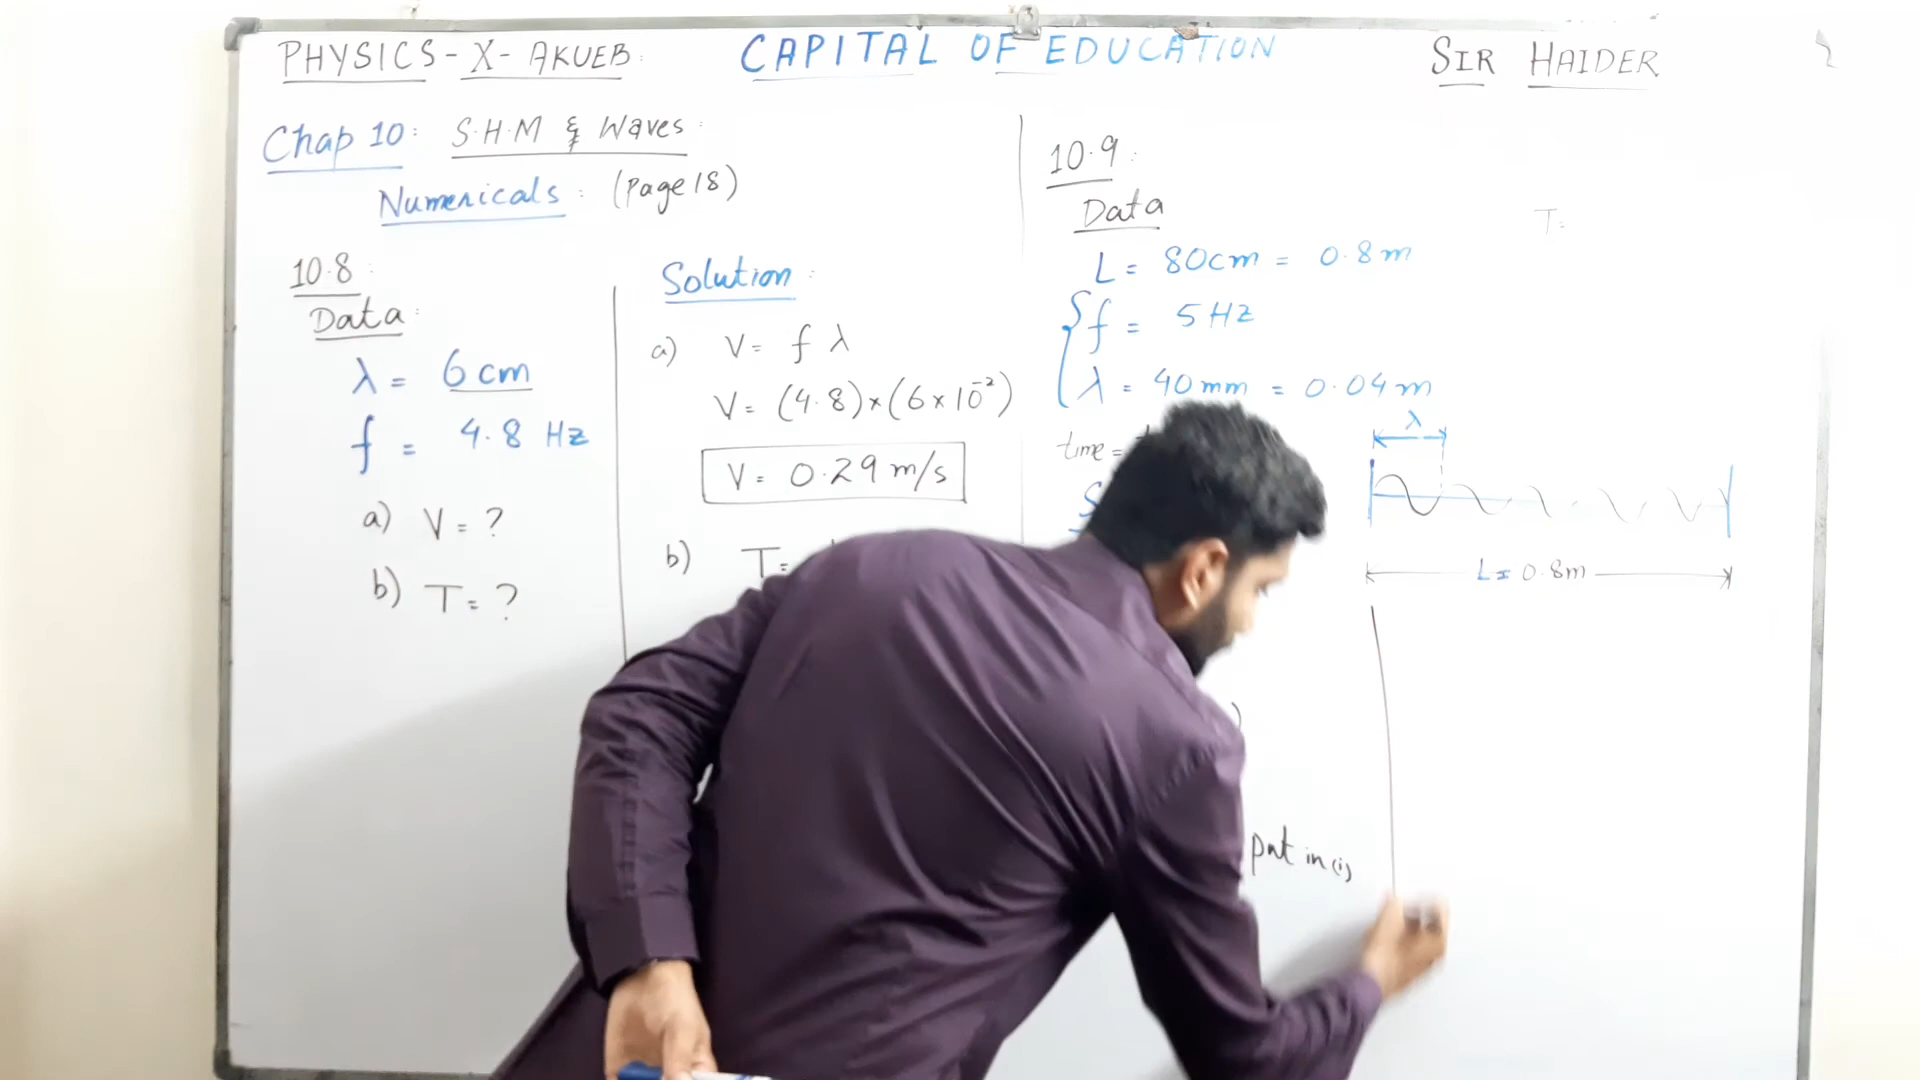 PHYSICS - X - AKUEB
CAPITAL OF EDUCATION
SIR HAIDER
Chap 10: S.H.M & Waves:
Numericals: (Page 18)
10.8:
Data:
λ = 6 cm
f = 4.8 Hz
a) V = ?
b) T = ?
Solution:
a) V = f λ
V = (4.8)×(6×10⁻²)
V = 0.29 m/s
b) T =
10.9:
Data
L = 80cm = 0.8m
f = 5 Hz
λ = 40 mm = 0.04 m
time =
T =
λ
L = 0.8m
put in (i)